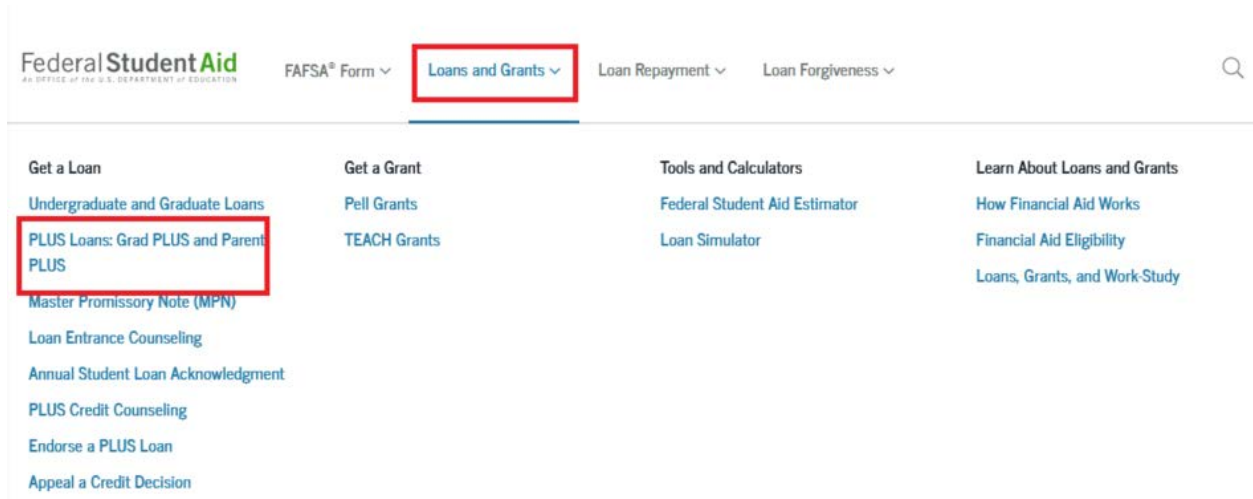 Federal Student Aid
An OFFICE of the U.S. DEPARTMENT of EDUCATION
FAFSA® Form
Loans and Grants
Loan Repayment
Loan Forgiveness
Get a Loan
Undergraduate and Graduate Loans
PLUS Loans: Grad PLUS and Parent
PLUS
Master Promissory Note (MPN)
Loan Entrance Counseling
Annual Student Loan Acknowledgment
PLUS Credit Counseling
Endorse a PLUS Loan
Appeal a Credit Decision
Get a Grant
Pell Grants
TEACH Grants
Tools and Calculators
Federal Student Aid Estimator
Loan Simulator
Learn About Loans and Grants
How Financial Aid Works
Financial Aid Eligibility
Loans, Grants, and Work-Study